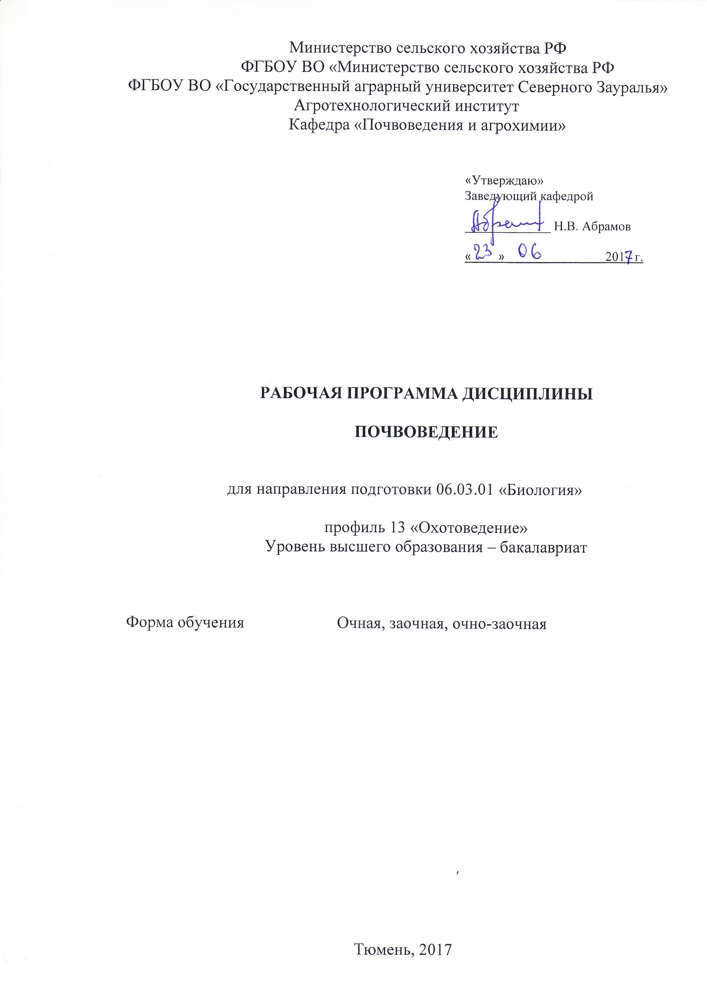 Министерство сельского хозяйства РФ
ФГБОУ ВО «Министерство сельского хозяйства РФ
ФГБОУ ВО «Государственный аграрный университет Северного Зауралья»
Агротехнологический институт
Кафедра «Почвоведения и агрохимии»
«Утверждаю»
Заведующий кафедрой
Н.В. Абрамов
« 23 » 06 2017 г.
РАБОЧАЯ ПРОГРАММА ДИСЦИПЛИНЫ
ПОЧВОВЕДЕНИЕ
для направления подготовки 06.03.01 «Биология»
профиль 13 «Охотоведение»
Уровень высшего образования – бакалавриат
Форма обучения Очная, заочная, очно-заочная
Тюмень, 2017